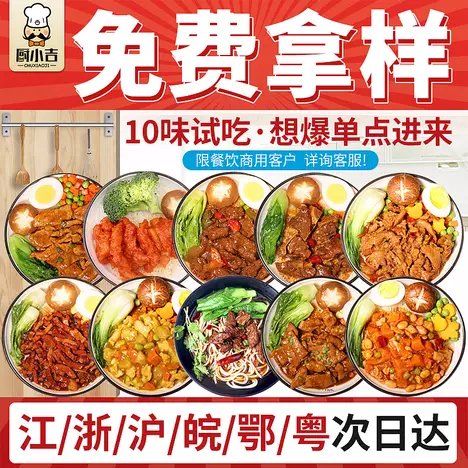 厨小吉
CHUXIAOJI
免费拿样
10味试吃·想爆单点进来
限餐饮商用客户 详询客服!
江/浙/沪/皖/鄂/粤次日达